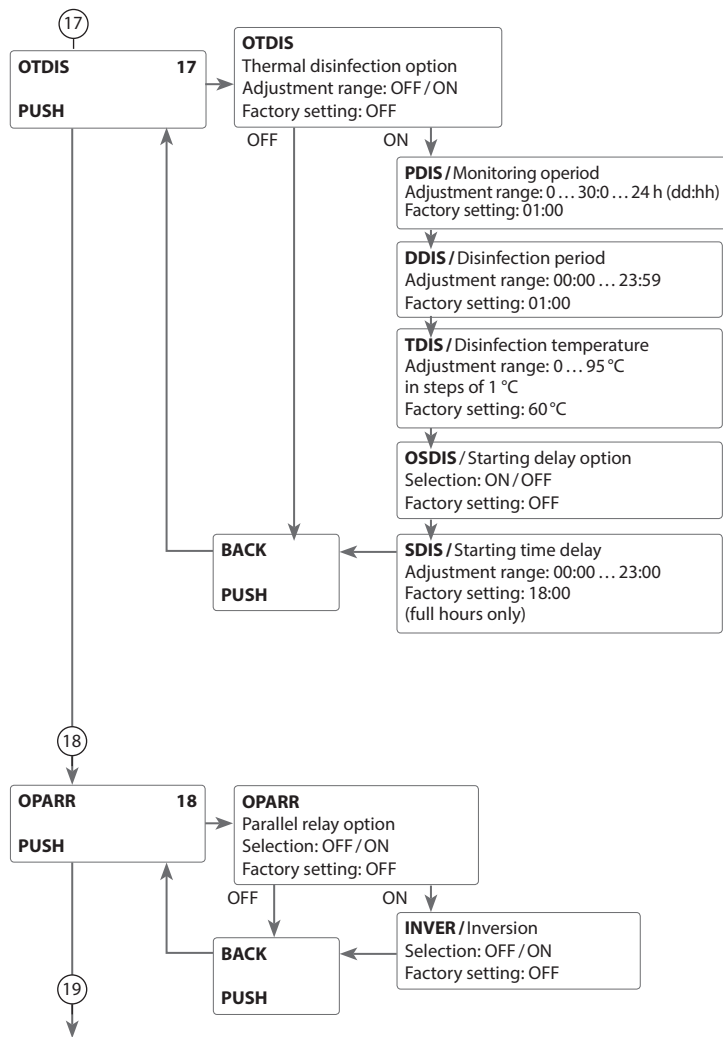 17
OTDIS 17
PUSH
OTDIS
Thermal disinfection option
Adjustment range: OFF / ON
Factory setting: OFF
OFF
ON
PDIS / Monitoring operiod
Adjustment range: 0 … 30:0 … 24 h (dd:hh)
Factory setting: 01:00
DDIS / Disinfection period
Adjustment range: 00:00 … 23:59
Factory setting: 01:00
TDIS / Disinfection temperature
Adjustment range: 0 … 95 °C
in steps of 1 °C
Factory setting: 60 °C
OSDIS / Starting delay option
Selection: ON / OFF
Factory setting: OFF
SDIS / Starting time delay
Adjustment range: 00:00 … 23:00
Factory setting: 18:00
(full hours only)
BACK
PUSH
18
OPARR 18
PUSH
OPARR
Parallel relay option
Selection: OFF / ON
Factory setting: OFF
OFF
ON
INVER / Inversion
Selection: OFF / ON
Factory setting: OFF
BACK
PUSH
19